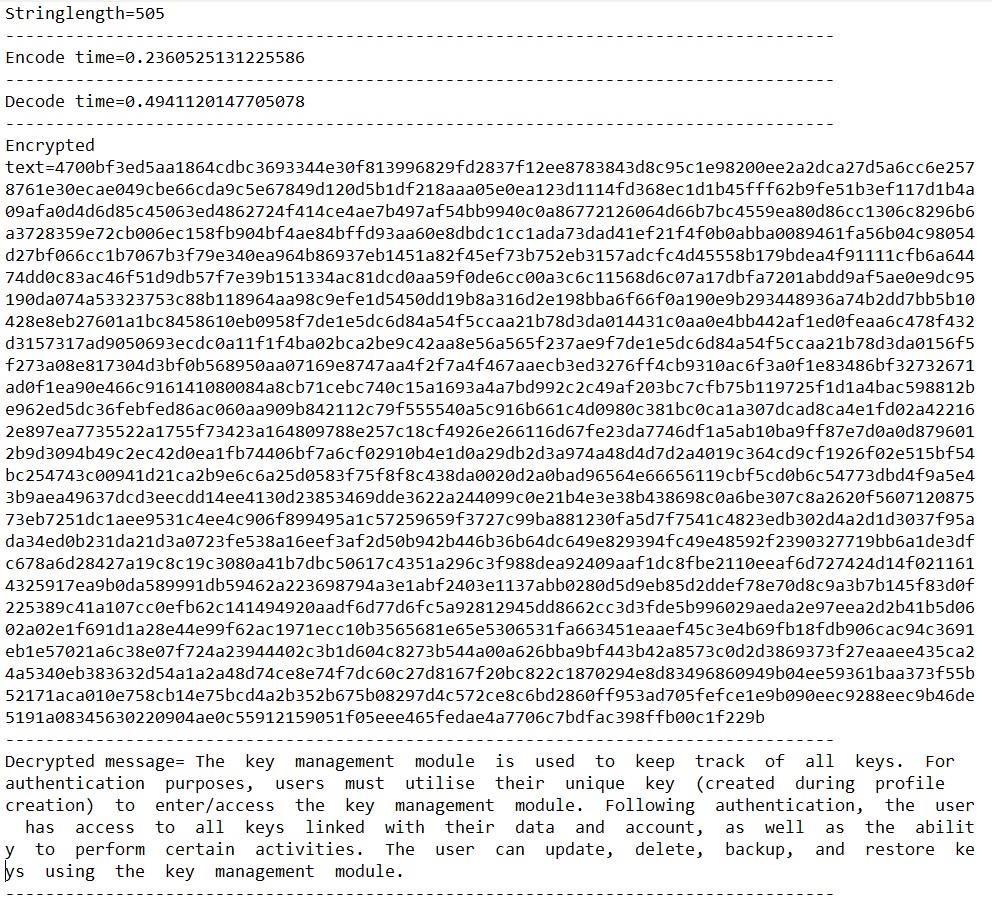 Stringlength=505
-----------------------------------------------------------------------------------
Encode time=0.2360525131225586
-----------------------------------------------------------------------------------
Decode time=0.4941120147705078
-----------------------------------------------------------------------------------
Encrypted
text=4700bf3ed5aa1864cdbc3693344e30f813996829fd2837f12ee8783843d8c95c1e98200ee2a2dca27d5a6cc6e257
8761e30ecae049cbe66cda9c5e67849d120d5b1df218aaa05e0ea123d1114fd368ec1d1b45fff62b9fe51b3ef117d1b4a
09afa0d4d6d85c45063ed4862724f414ce4ae7b497af54bb9940c0a86772126064d66b7bc4559ea80d86cc1306c8296b6
a3728359e72cb006ec158fb904bf4ae84bffd93aa60e8dbdc1cc1ada73dad41ef21f4f0b0abba0089461fa56b04c98054
d27bf066cc1b7067b3f79e340ea964b86937eb1451a82f45ef73b752eb3157adcfc4d45558b179bdea4f91111cfb6a644
74dd0c83ac46f51d9db57f7e39b151334ac81dcd0aa59f0de6cc00a3c6c11568d6c07a17dbfa7201abdd9af5ae0e9dc95
190da074a53323753c88b118964aa98c9efe1d5450dd19b8a316d2e198bba6f66f0a190e9b293448936a74b2dd7bb5b10
428e8eb27601a1bc8458610eb0958f7de1e5dc6d84a54f5ccaa21b78d3da014431c0aa0e4bb442af1ed0feaa6c478f432
d3157317ad9050693ecdc0a11f1f4ba02bca2be9c42aa8e56a565f237ae9f7de1e5dc6d84a54f5ccaa21b78d3da0156f5
f273a08e817304d3bf0b568950aa07169e8747aa4f2f7a4f467aaecb3ed3276ff4cb9310ac6f3a0f1e83486bf32732671
ad0f1ea90e466c916141080084a8cb71cebc740c15a1693a4a7bd992c2c49af203bc7cfb75b119725f1d1a4bac598812b
e962ed5dc36febfed86ac060aa909b842112c79f555540a5c916b661c4d0980c381bc0ca1a307dcad8ca4e1fd02a42216
2e897ea7735522a1755f73423a164809788e257c18cf4926e266116d67fe23da7746df1a5ab10ba9ff87e7d0a0d879601
2b9d3094b49c2ec42d0ea1fb74406bf7a6cf02910b4e1d0a29db2d3a974a48d4d7d2a4019c364cd9cf1926f02e515bf54
bc254743c00941d21ca2b9e6c6a25d0583f75f8f8c438da0020d2a0bad96564e66656119cbf5cd0b6c54773dbd4f9a5e4
3b9aea49637dcd3eecdd14ee4130d23853469dde3622a244099c0e21b4e3e38b438698c0a6be307c8a2620f5607120875
73eb7251dc1aee9531c4ee4c906f899495a1c57259659f3727c99ba881230fa5d7f7541c4823edb302d4a2d1d3037f95a
da34ed0b231da21d3a0723fe538a16eef3af2d50b942b446b36b64dc649e829394fc49e48592f2390327719bb6a1de3df
c678a6d28427a19c8c19c3080a41b7dbc50617c4351a296c3f988dea92409aaf1dc8fbe2110eeaf6d727424d14f021161
4325917ea9b0da589991db59462a223698794a3e1abf2403e1137abb0280d5d9eb85d2ddef78e70d8c9a3b7b145f83d0f
225389c41a107cc0efb62c141494920aadf6d77d6fc5a92812945dd8662cc3d3fde5b996029aeda2e97eea2d2b41b5d06
02a02e1f691d1a28e44e99f62ac1971ecc10b3565681e65e5306531fa663451eaaef45c3e4b69fb18fdb906cac94c3691
eb1e57021a6c38e07f724a23944402c3b1d604c8273b544a00a626bba9bf443b42a8573c0d2d3869373f27eaaee435ca2
4a5340eb383632d54a1a2a48d74ce8e74f7dc60c27d8167f20bc822c1870294e8d83496860949b04ee59361baa373f55b
52171aca010e758cb14e75bcd4a2b352b675b08297d4c572ce8c6bd2860ff953ad705fefce1e9b090eec9288eec9b46de
5191a08345630220904ae0c55912159051f05eee465fedae4a7706c7bdfac398ffb00c1f229b
-----------------------------------------------------------------------------------
Decrypted message= The  key  management  module  is  used  to  keep  track  of  all  keys.  For
authentication  purposes,  users  must  utilise  their  unique  key  (created  during  profile
creation)  to  enter/access  the  key  management  module.  Following  authentication,  the  user
  has  access  to  all  keys  linked  with  their  data  and  account,  as  well  as  the  abilit
y  to  perform  certain  activities.  The  user  can  update,  delete,  backup,  and  restore  ke
ys  using  the  key  management  module.
-----------------------------------------------------------------------------------